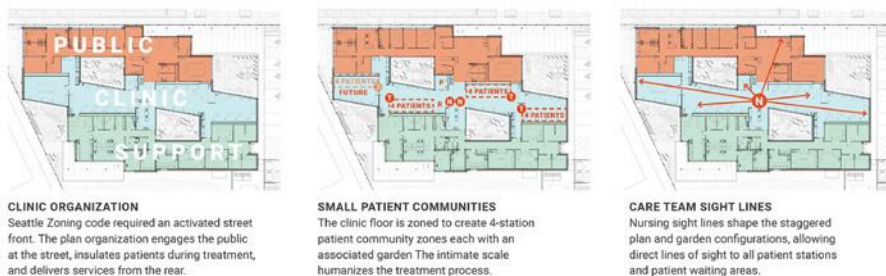 PUBLIC
CLINIC
SUPPORT
4 PATIENTS
FUTURE
T
4 PATIENTS
R
N
N
P
4 PATIENTS
T
T
4 PATIENTS
N
CLINIC ORGANIZATION
Seattle Zoning code required an activated street
front. The plan organization engages the public
at the street, insulates patients during treatment,
and delivers services from the rear.
SMALL PATIENT COMMUNITIES
The clinic floor is zoned to create 4-station
patient community zones each with an
associated garden The intimate scale
humanizes the treatment process.
CARE TEAM SIGHT LINES
Nursing sight lines shape the staggered
plan and garden configurations, allowing
direct lines of sight to all patient stations
and patient waiting areas.